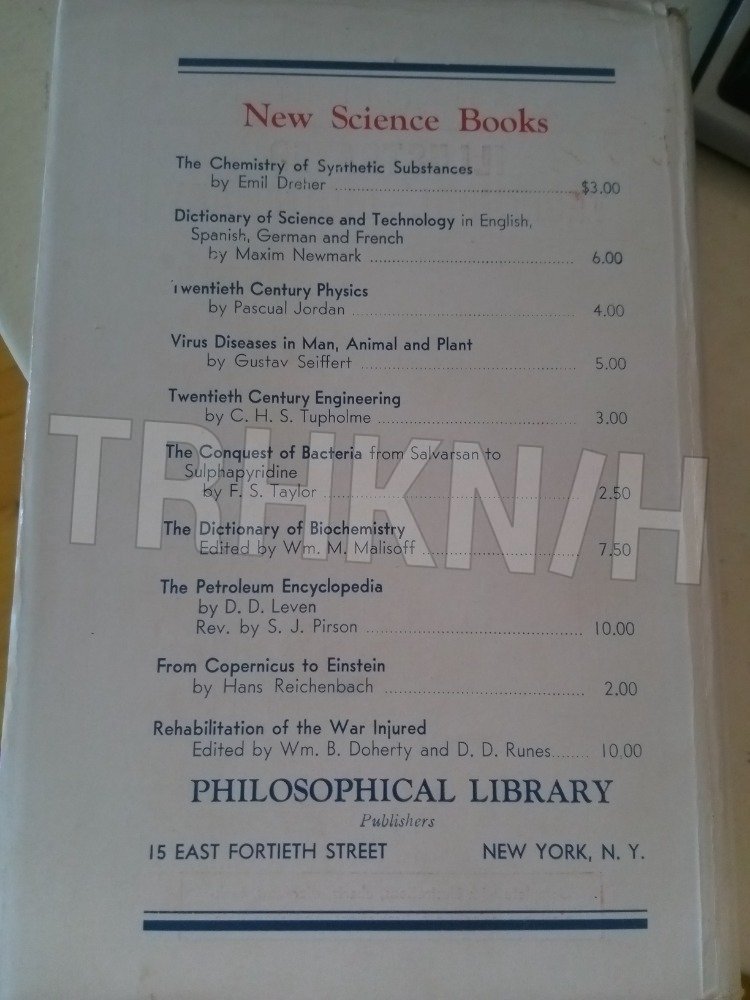 New Science Books
The Chemistry of Synthetic Substances
by Emil Dreher ........ $3.00
Dictionary of Science and Technology in English,
Spanish, German and French
by Maxim Newmark ........ 6.00
Twentieth Century Physics
by Pascual Jordan ........ 4.00
Virus Diseases in Man, Animal and Plant
by Gustav Seiffert ........ 5.00
Twentieth Century Engineering
by C. H. S. Tupholme ........ 3.00
The Conquest of Bacteria from Salvarsan to
Sulphapyridine
by F. S. Taylor ........ 2.50
TRHKN/H
The Dictionary of Biochemistry
Edited by Wm. M. Malisoff ........ 7.50
The Petroleum Encyclopedia
by D. D. Leven
Rev. by S. J. Pirson ........ 10.00
From Copernicus to Einstein
by Hans Reichenbach ........ 2.00
Rehabilitation of the War Injured
Edited by Wm. B. Doherty and D. D. Runes ........ 10.00
PHILOSOPHICAL LIBRARY
Publishers
15 EAST FORTIETH STREET NEW YORK, N. Y.